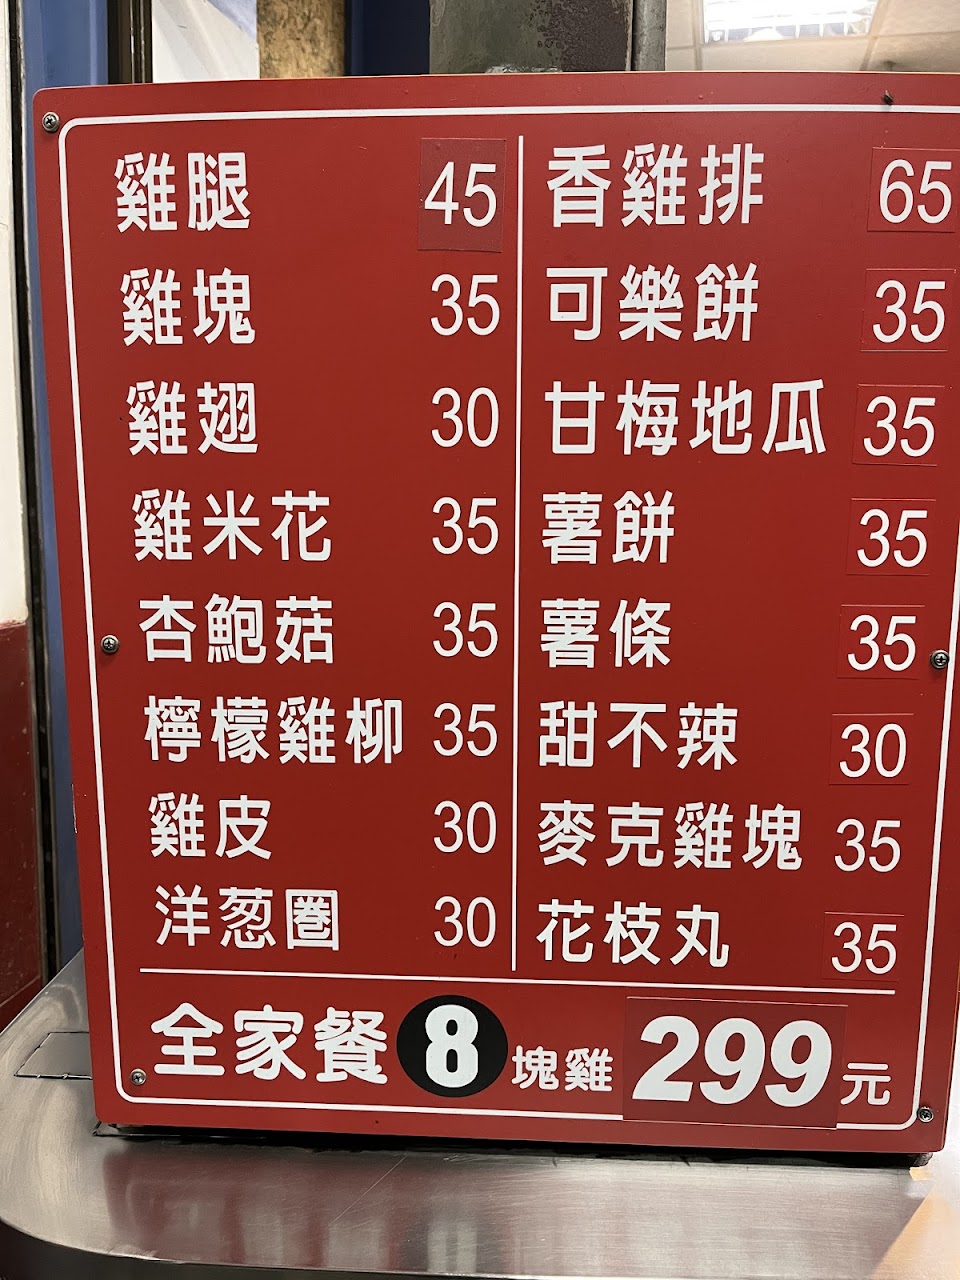 雞腿 45
雞塊 35
雞翅 30
雞米花 35
杏鮑菇 35
檸檬雞柳 35
雞皮 30
洋葱圈 30
香雞排 65
可樂餅 35
甘梅地瓜 35
薯餅 35
薯條 35
甜不辣 30
麥克雞塊 35
花枝丸 35
全家餐 8 塊雞 299 元